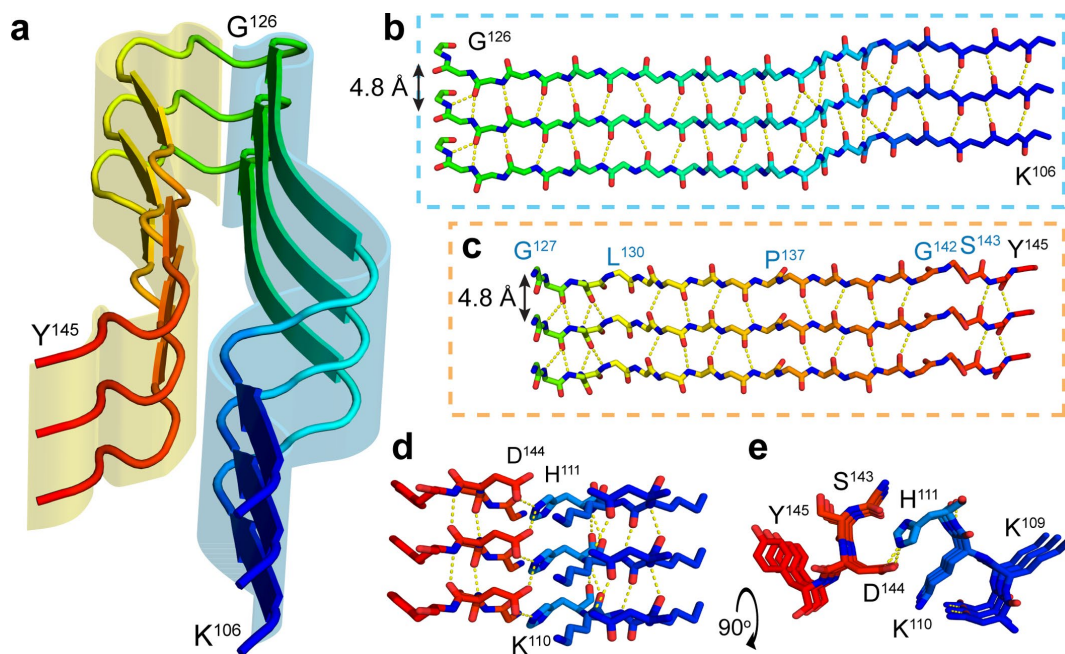 a
G¹²⁶
Y¹⁴⁵
K¹⁰⁶
b
G¹²⁶
4.8 Å
K¹⁰⁶
c
G¹²⁷
L¹³⁰
P¹³⁷
G¹⁴²
S¹⁴³
Y¹⁴⁵
4.8 Å
d
D¹⁴⁴
H¹¹¹
K¹¹⁰
e
S¹⁴³
H¹¹¹
Y¹⁴⁵
K¹⁰⁹
D¹⁴⁴
K¹¹⁰
90º